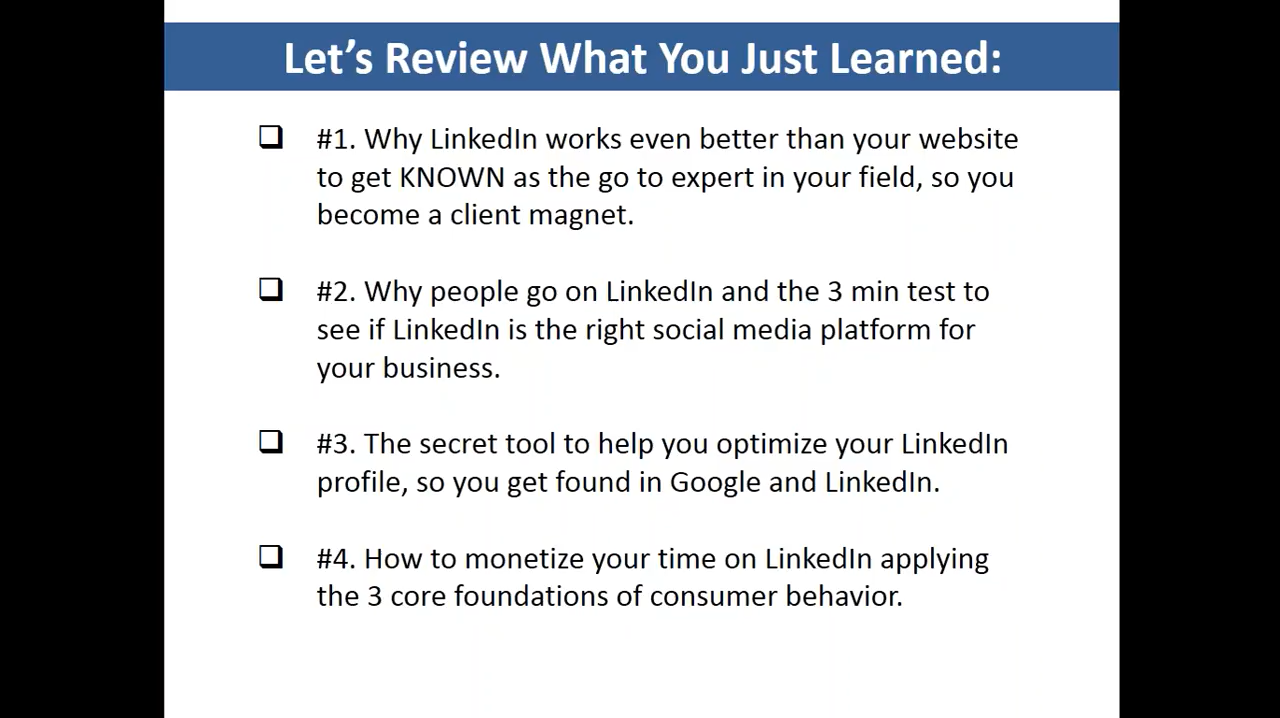 Let’s Review What You Just Learned:
#1. Why LinkedIn works even better than your website
to get KNOWN as the go to expert in your field, so you
become a client magnet.
#2. Why people go on LinkedIn and the 3 min test to
see if LinkedIn is the right social media platform for
your business.
#3. The secret tool to help you optimize your LinkedIn
profile, so you get found in Google and LinkedIn.
#4. How to monetize your time on LinkedIn applying
the 3 core foundations of consumer behavior.